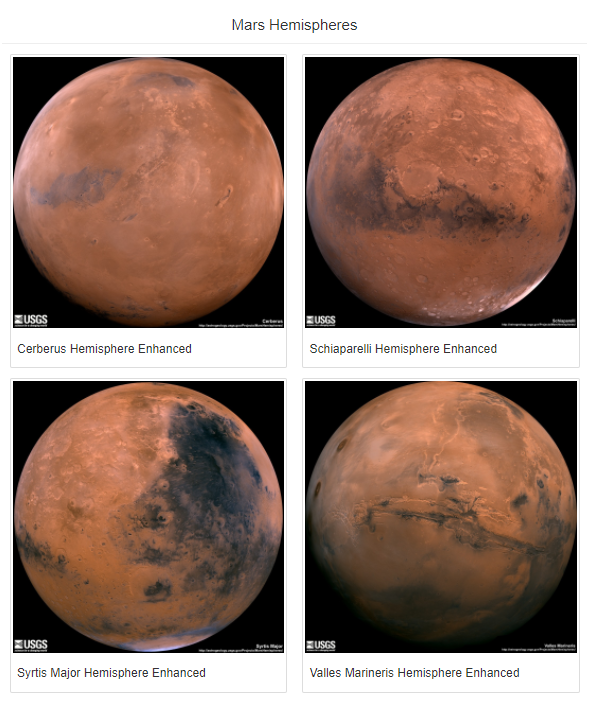 Mars Hemispheres
USGS
Cerberus
Cerberus Hemisphere Enhanced
USGS
Schiaparelli
Schiaparelli Hemisphere Enhanced
USGS
Syrtis Major
Syrtis Major Hemisphere Enhanced
USGS
Valles Marineris
Valles Marineris Hemisphere Enhanced